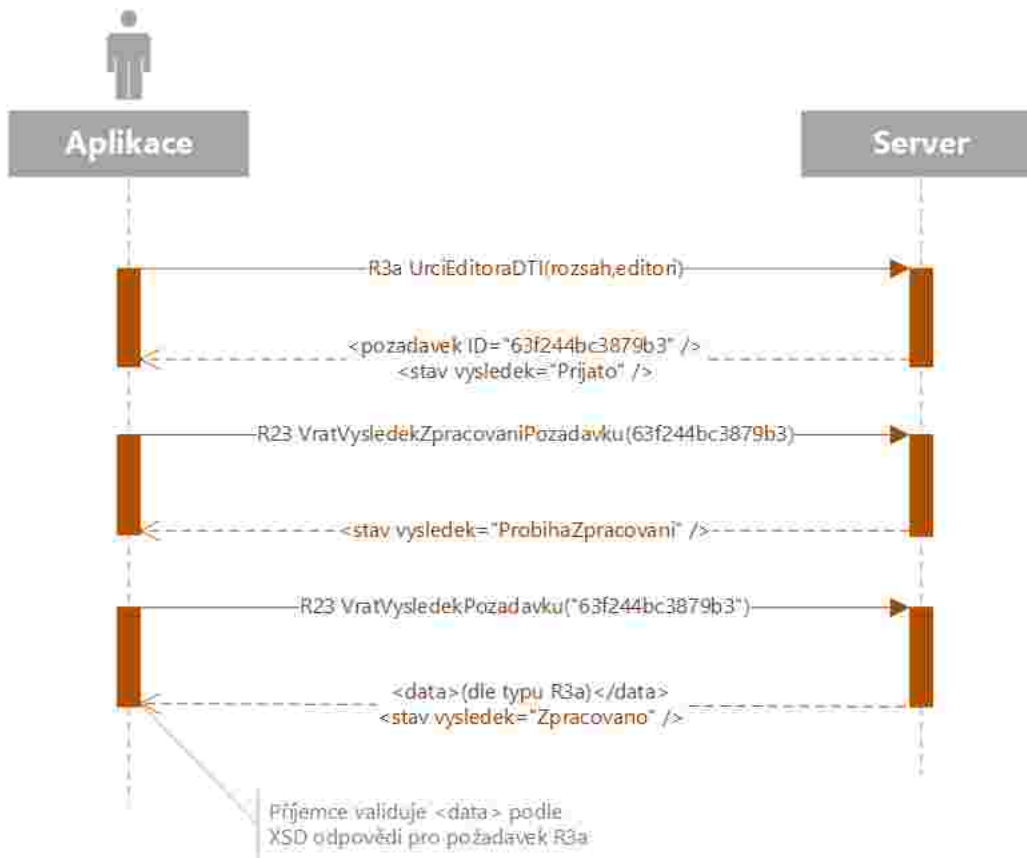 Aplikace
Server
R3a UrciEditoraDTI(rozsah,editori)
<pozadavek ID="63f244bc3879b3" />
<stav vysledek="Prijato" />
R23 VratVysledekZpracovaniPozadavku(63f244bc3879b3)
<stav vysledek="ProbihaZpracovani" />
R23 VratVysledekPozadavku("63f244bc3879b3")
<data>(dle typu R3a)</data>
<stav vysledek="Zpracovano" />
Příjemce validuje <data> podle
XSD odpovědi pro požadavek R3a